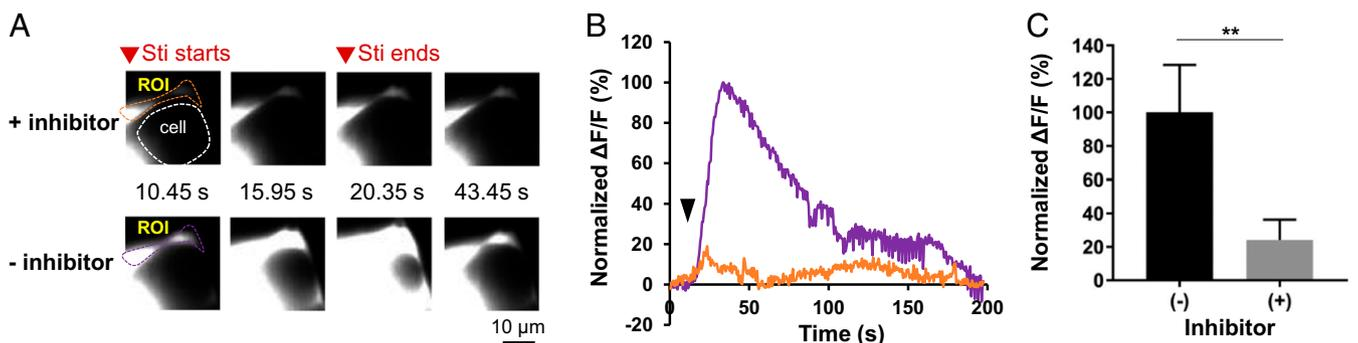 A
Sti starts
Sti ends
+ inhibitor
ROI
cell
10.45 s
15.95 s
20.35 s
43.45 s
- inhibitor
ROI
10 µm
B
Normalized ΔF/F (%)
120
100
80
60
40
20
0
-20
0
50
100
150
200
Time (s)
C
Normalized ΔF/F (%)
140
120
100
80
60
40
20
0
**
(-)
(+)
Inhibitor